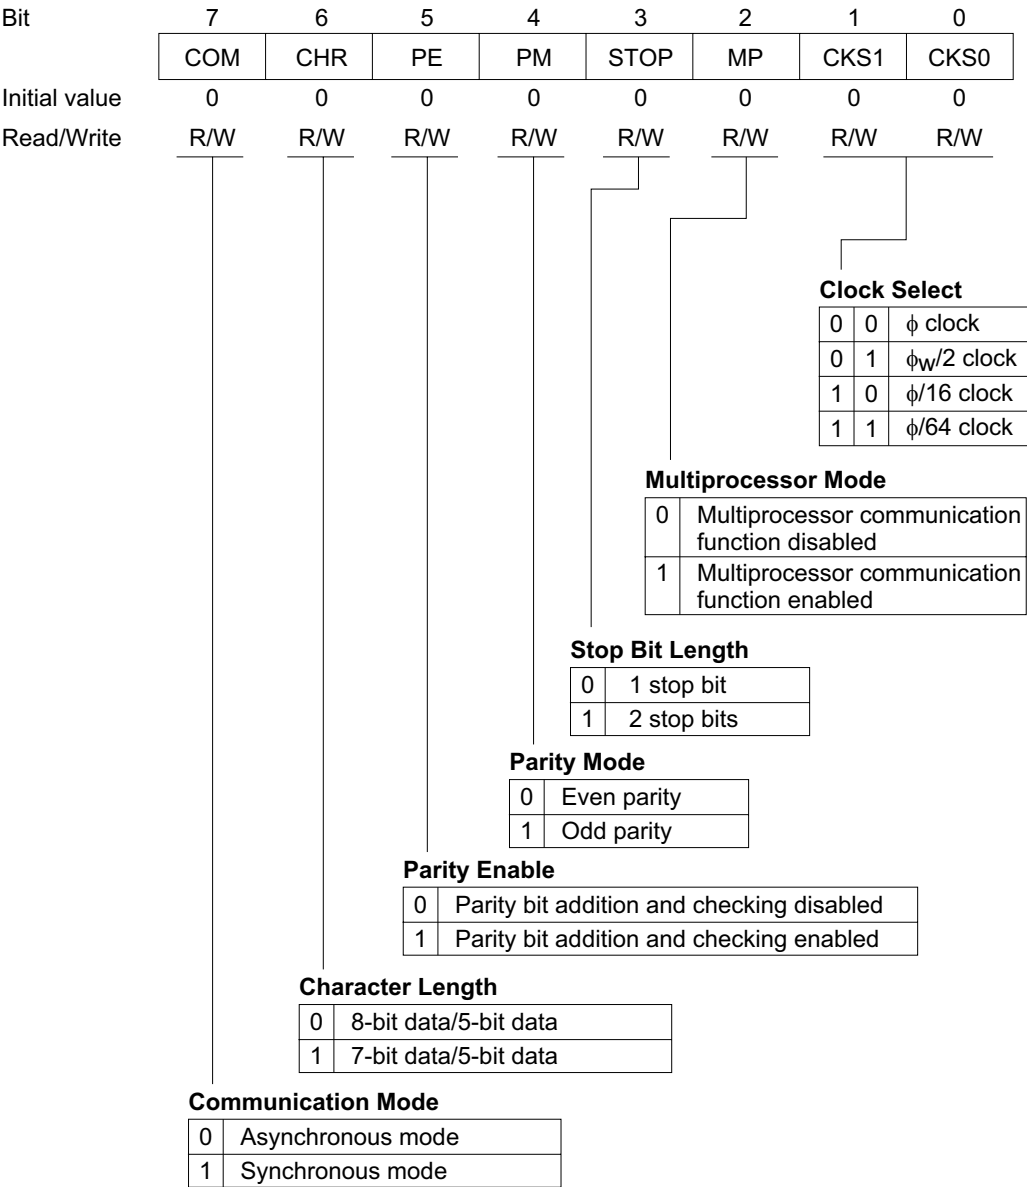 Bit 7 6 5 4 3 2 1 0
COM CHR PE PM STOP MP CKS1 CKS0
Initial value 0 0 0 0 0 0 0 0
Read/Write R/W R/W R/W R/W R/W R/W R/W R/W
Clock Select
0 0 ϕ clock
0 1 ϕW/2 clock
1 0 ϕ/16 clock
1 1 ϕ/64 clock
Multiprocessor Mode
0 Multiprocessor communication
function disabled
1 Multiprocessor communication
function enabled
Stop Bit Length
0 1 stop bit
1 2 stop bits
Parity Mode
0 Even parity
1 Odd parity
Parity Enable
0 Parity bit addition and checking disabled
1 Parity bit addition and checking enabled
Character Length
0 8-bit data/5-bit data
1 7-bit data/5-bit data
Communication Mode
0 Asynchronous mode
1 Synchronous mode